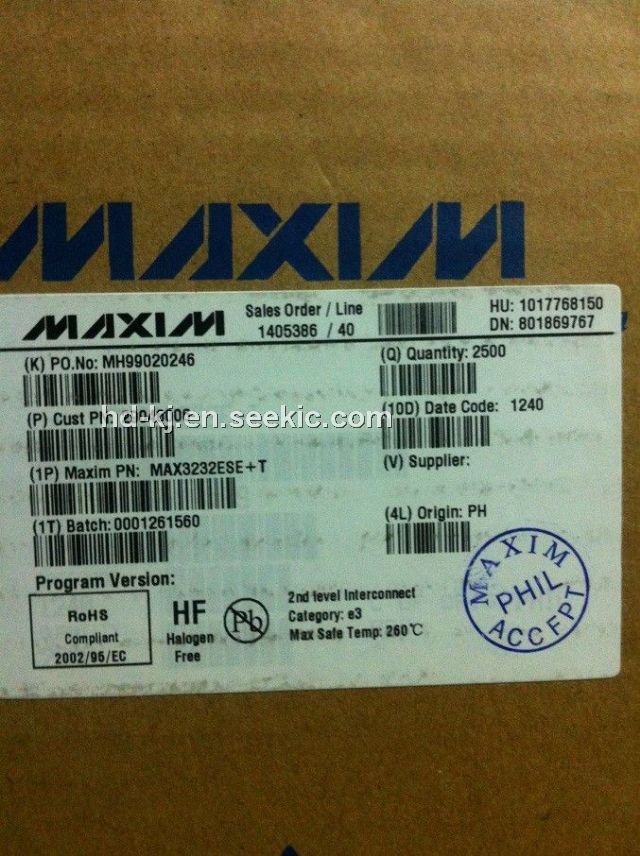 MAXIM
MAXIM
Sales Order / Line
1405386 / 40
HU: 1017768150
DN: 801869767
(K) PO.No: MH99020246
(Q) Quantity: 2500
(P) Cust
hd-kj.en.seekic.com
(10D) Date Code: 1240
(1P) Maxim PN: MAX3232ESE+T
(V) Supplier:
(1T) Batch: 0001261560
(4L) Origin: PH
Program Version:
RoHS
Compliant
2002/95/EC
HF
Halogen
Free
Pb
2nd level Interconnect
Category: e3
Max Safe Temp: 260℃
MAXIM
PHIL